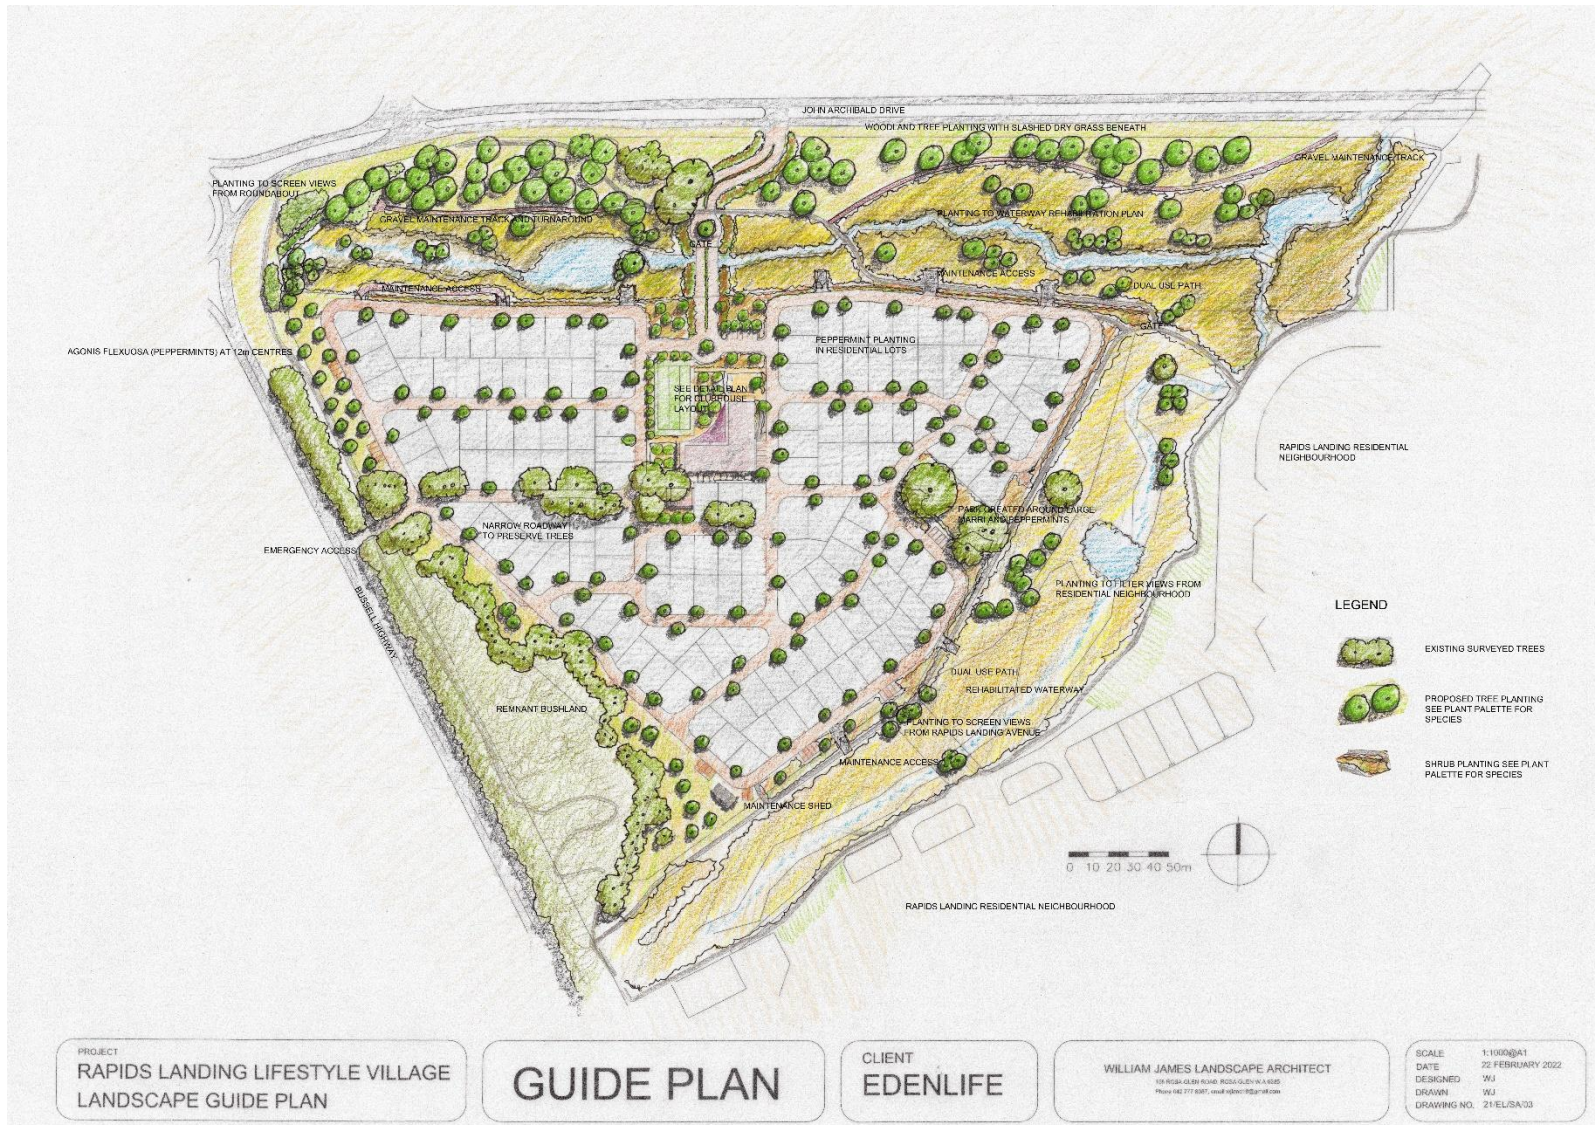 JOHN ARCHIBALD DRIVE
WOODLAND TREE PLANTING WITH SLASHED DRY GRASS BENEATH
GRAVEL MAINTENANCE TRACK
PLANTING TO SCREEN VIEWS
FROM ROUNDABOUT
GRAVEL MAINTENANCE TRACK AND TURNAROUND
PLANTING TO WATERWAY REHABILITATION PLAN
GATE
MAINTENANCE ACCESS
MAINTENANCE ACCESS
DUAL USE PATH
GATE
AGONIS FLEXUOSA (PEPPERMINTS) AT 12m CENTRES
PEPPERMINT PLANTING
IN RESIDENTIAL LOTS
SEE DETAIL PLAN
FOR CLUBHOUSE
LAYOUT
RAPIDS LANDING RESIDENTIAL
NEIGHBOURHOOD
NARROW ROADWAY
TO PRESERVE TREES
PARK CREATED AROUND LARGE
MARRI AND PEPPERMINTS
EMERGENCY ACCESS
BUSSELL HIGHWAY
PLANTING TO FILTER VIEWS FROM
RESIDENTIAL NEIGHBOURHOOD
DUAL USE PATH
REHABILITATED WATERWAY
REMNANT BUSHLAND
PLANTING TO SCREEN VIEWS
FROM RAPIDS LANDING AVENUE
MAINTENANCE ACCESS
MAINTENANCE SHED
RAPIDS LANDING RESIDENTIAL NEIGHBOURHOOD
LEGEND
EXISTING SURVEYED TREES
PROPOSED TREE PLANTING
SEE PLANT PALETTE FOR
SPECIES
SHRUB PLANTING SEE PLANT
PALETTE FOR SPECIES
0 10 20 30 40 50m
PROJECT
RAPIDS LANDING LIFESTYLE VILLAGE
LANDSCAPE GUIDE PLAN
GUIDE PLAN
CLIENT
EDENLIFE
WILLIAM JAMES LANDSCAPE ARCHITECT
ROSA GLEN ROAD, ROSA GLEN W.A
Phone
SCALE 1:1000@A1
DATE 22 FEBRUARY 2022
DESIGNED WJ
DRAWN WJ
DRAWING NO. 21/EL/SA/03